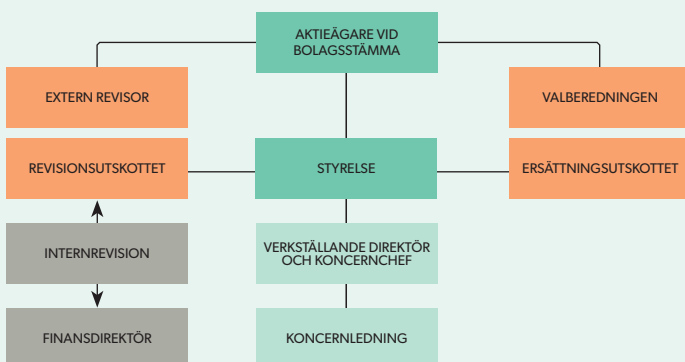 AKTIEÄGARE VID
BOLAGSSTÄMMA
EXTERN REVISOR
VALBEREDNINGEN
REVISIONSUTSKOTTET
STYRELSE
ERSÄTTNINGSUTSKOTTET
INTERNREVISION
VERKSTÄLLANDE DIREKTÖR
OCH KONCERNCHEF
FINANSDIREKTÖR
KONCERNLEDNING